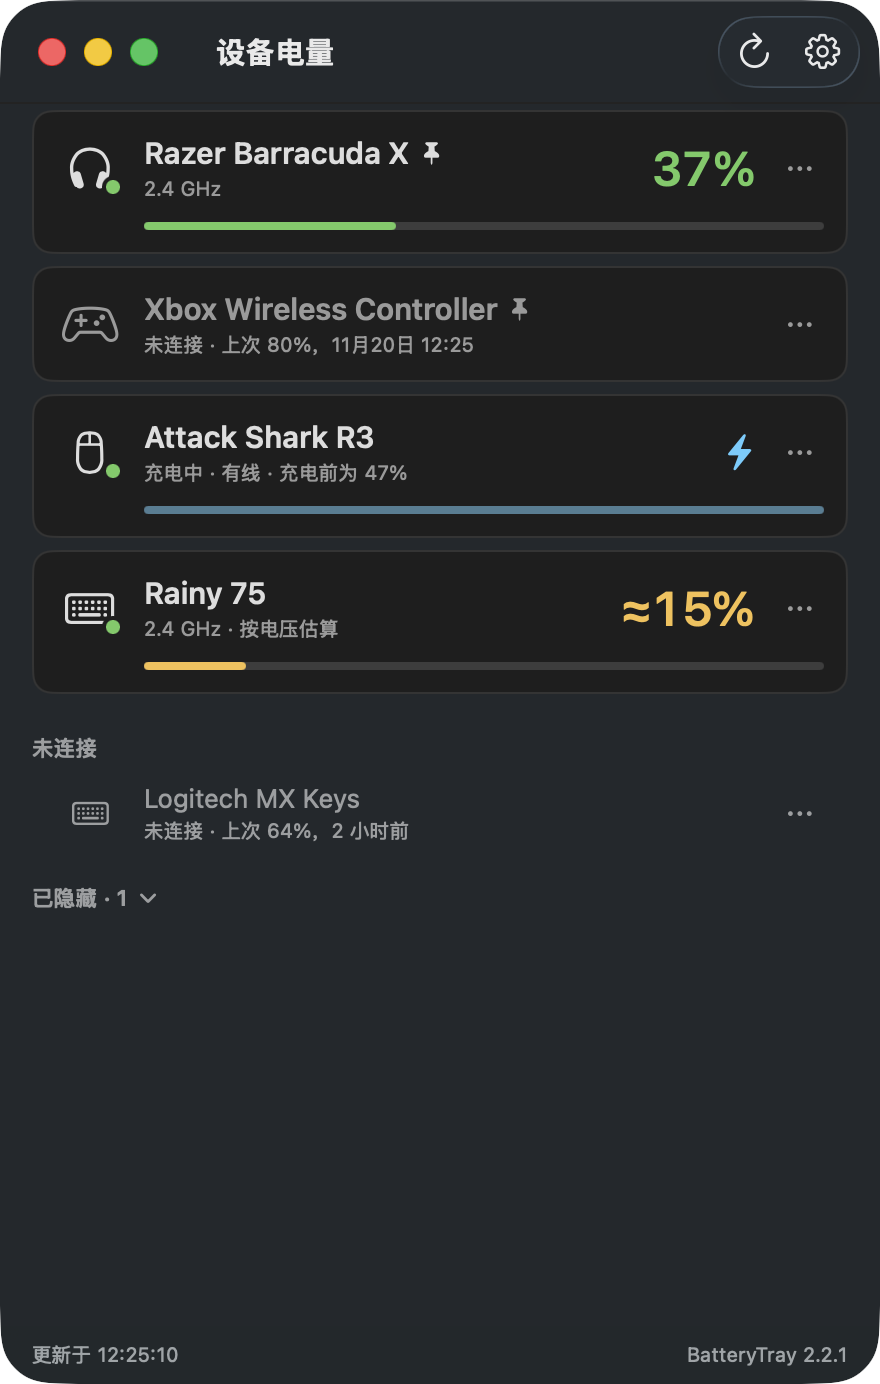 设备电量
Razer Barracuda X
37%
2.4 GHz
Xbox Wireless Controller
未连接 · 上次 80%，11月20日 12:25
Attack Shark R3
充电中 · 有线 · 充电前为 47%
Rainy 75
≈15%
2.4 GHz · 按电压估算
未连接
Logitech MX Keys
未连接 · 上次 64%，2 小时前
已隐藏 · 1
更新于 12:25:10
BatteryTray 2.2.1